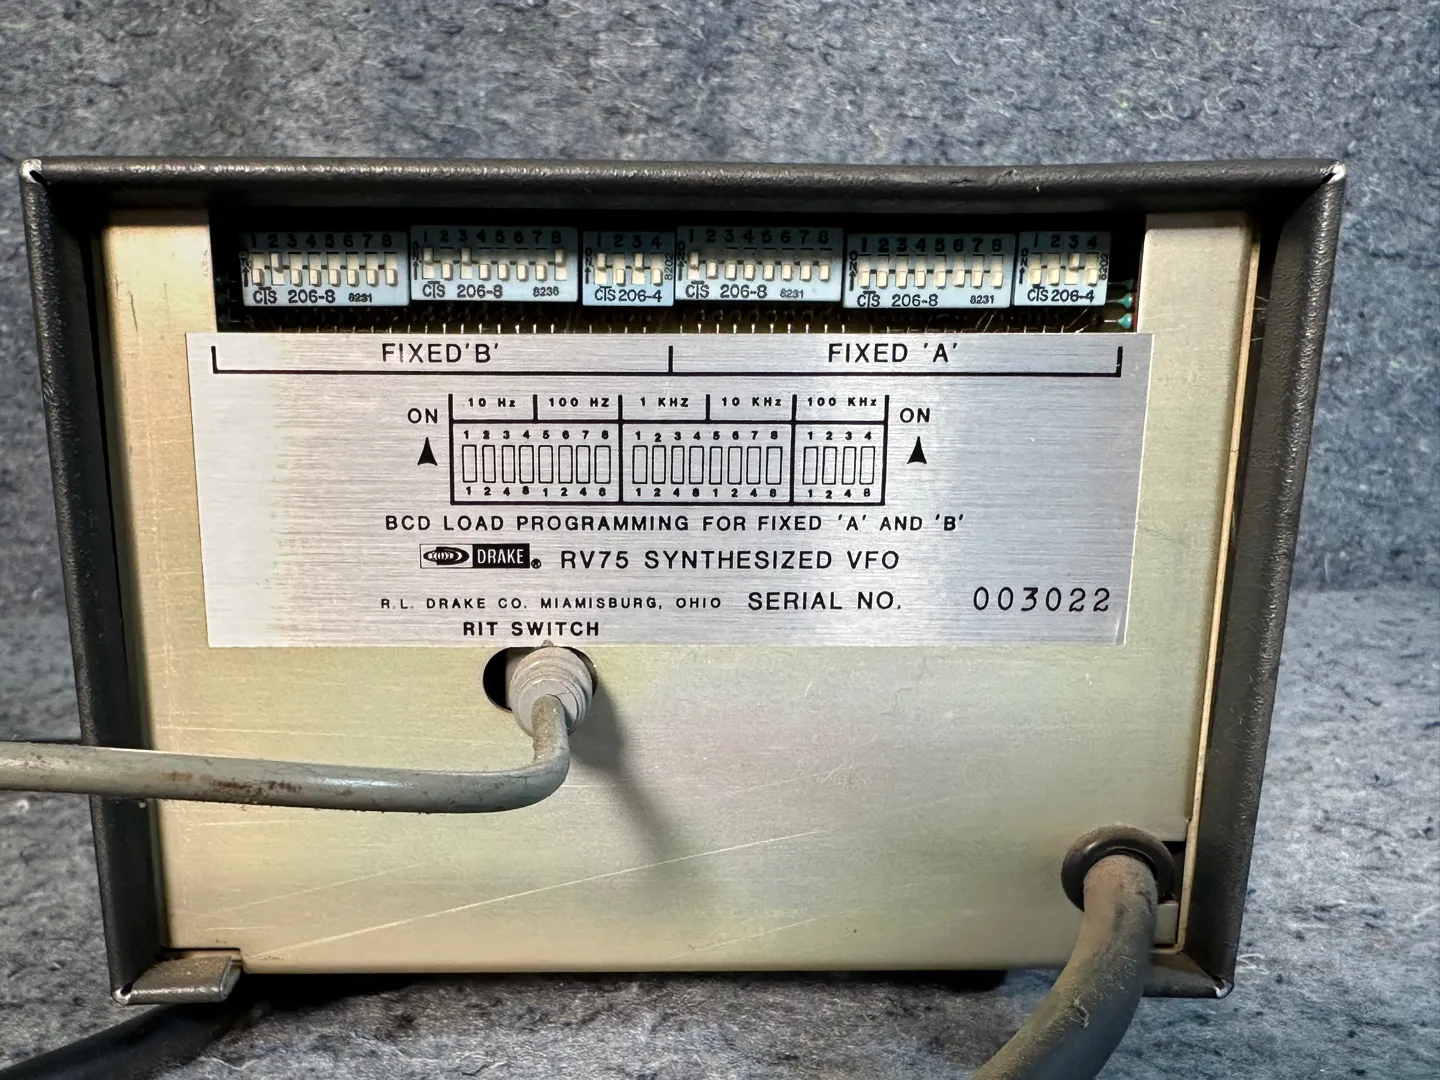 1 2 3 4 5 6 7 8
CTS 206-8 8231
1 2 3 4 5 6 7 8
CTS 206-8 8236
1 2 3 4
CTS 206-4 8202
1 2 3 4 5 6 7 8
CTS 206-8 8231
1 2 3 4 5 6 7 8
CTS 206-8 8231
1 2 3 4
CTS 206-4 8202
FIXED 'B' FIXED 'A'
10 Hz 100 HZ 1 KHZ 10 KHz 100 KHz
ON ON
1 2 3 4 5 6 7 8 1 2 3 4 5 6 7 8 1 2 3 4
1 2 4 8 1 2 4 8 1 2 4 8 1 2 4 8 1 2 4 8
BCD LOAD PROGRAMMING FOR FIXED 'A' AND 'B'
DRAKE® RV75 SYNTHESIZED VFO
R.L. DRAKE CO. MIAMISBURG, OHIO SERIAL NO. 003022
RIT SWITCH